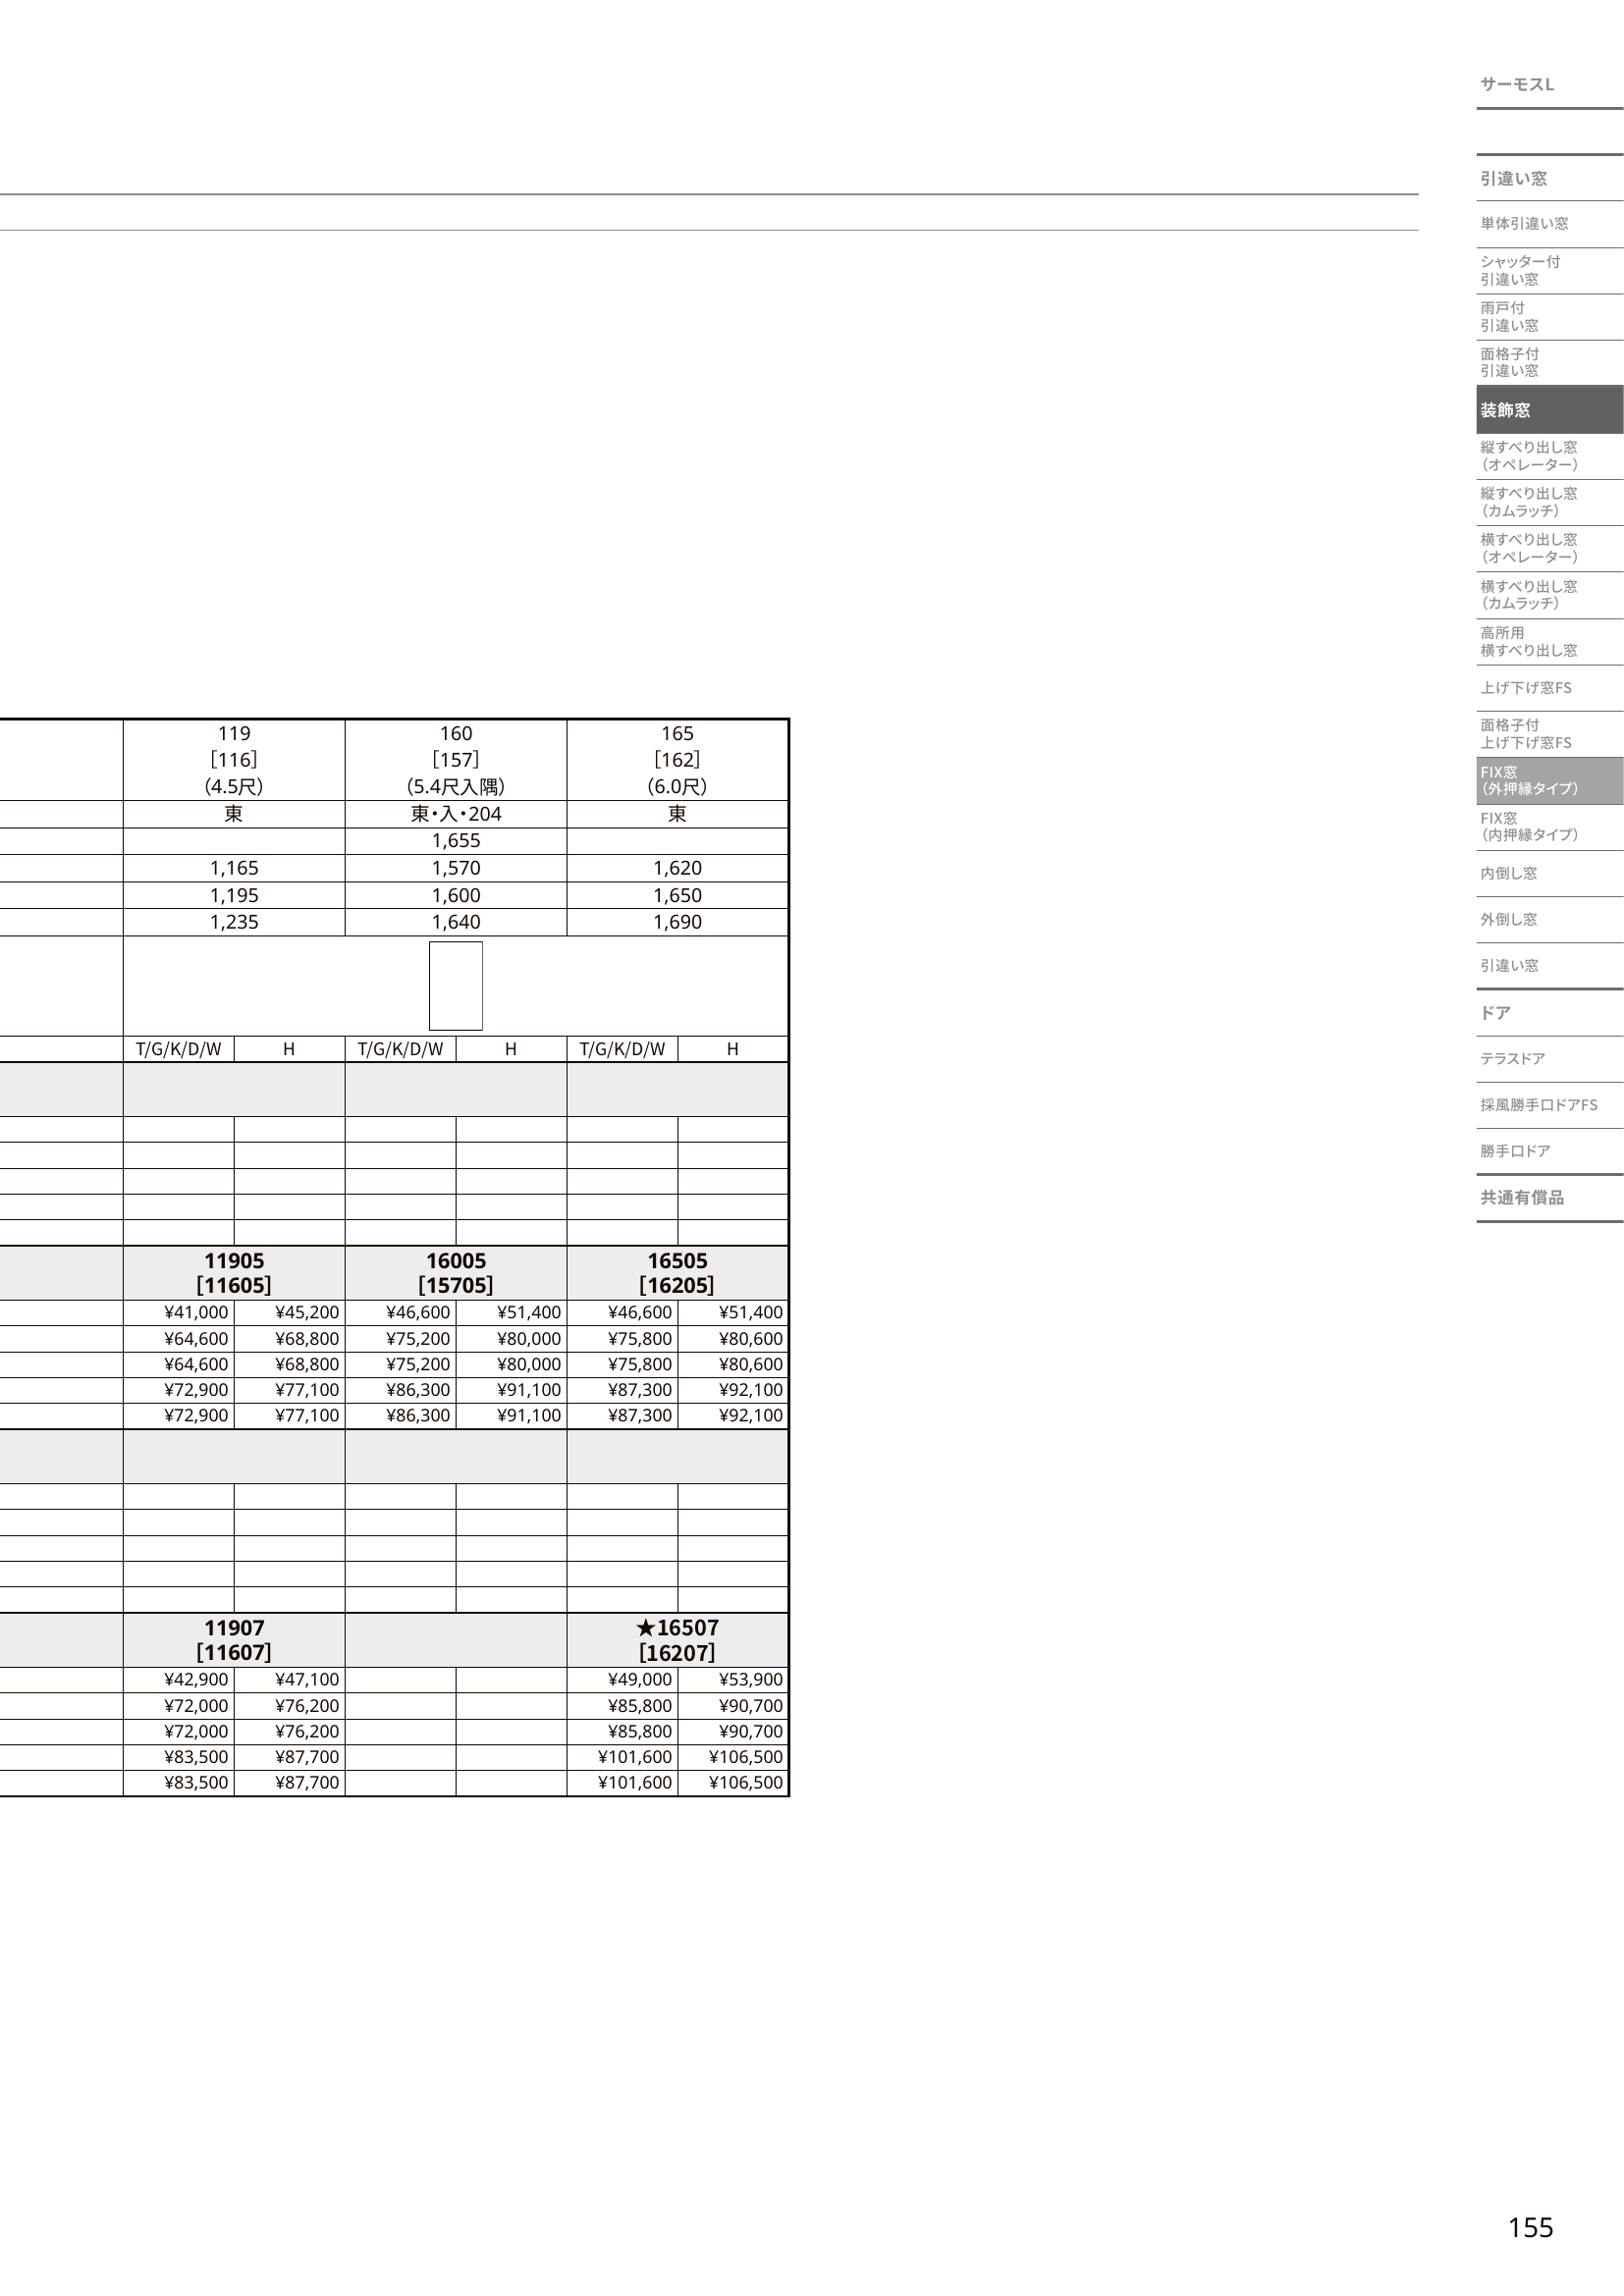 サーモスL
引違い窓
単体引違い窓
シャッター付
引違い窓
雨戸付
引違い窓
面格子付
引違い窓
装飾窓
縦すべり出し窓
（オペレーター）
縦すべり出し窓
（カムラッチ）
横すべり出し窓
（オペレーター）
横すべり出し窓
（カムラッチ）
高所用
横すべり出し窓
上げ下げ窓FS
面格子付
上げ下げ窓FS
FIX窓
（外押縁タイプ）
FIX窓
（内押縁タイプ）
内倒し窓
外倒し窓
引違い窓
ドア
テラスドア
採風勝手口ドアFS
勝手口ドア
共通有償品
119 160 165
［116］ ［157］ ［162］
（4.5尺） （5.4尺入隅） （6.0尺）
東 東・入・204 東
1,655
1,165 1,570 1,620
1,195 1,600 1,650
1,235 1,640 1,690
T/G/K/D/W H T/G/K/D/W H T/G/K/D/W H
11905 16005 16505
[11605] [15705] [16205]
¥41,000 ¥45,200 ¥46,600 ¥51,400 ¥46,600 ¥51,400
¥64,600 ¥68,800 ¥75,200 ¥80,000 ¥75,800 ¥80,600
¥64,600 ¥68,800 ¥75,200 ¥80,000 ¥75,800 ¥80,600
¥72,900 ¥77,100 ¥86,300 ¥91,100 ¥87,300 ¥92,100
¥72,900 ¥77,100 ¥86,300 ¥91,100 ¥87,300 ¥92,100
11907 ★16507
[11607] [16207]
¥42,900 ¥47,100 ¥49,000 ¥53,900
¥72,000 ¥76,200 ¥85,800 ¥90,700
¥72,000 ¥76,200 ¥85,800 ¥90,700
¥83,500 ¥87,700 ¥101,600 ¥106,500
¥83,500 ¥87,700 ¥101,600 ¥106,500
155